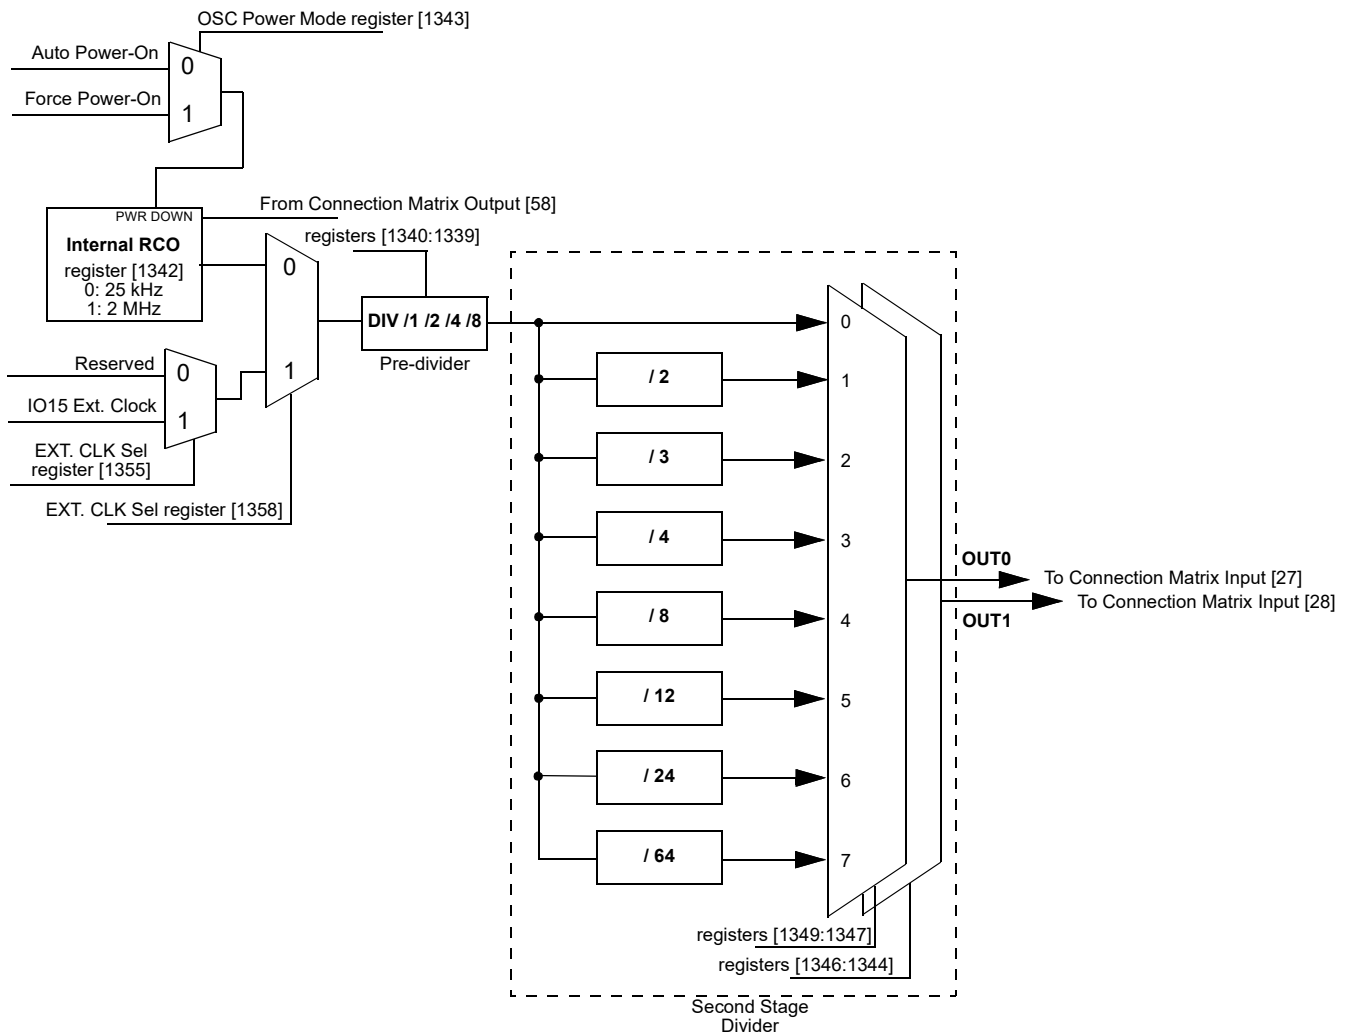 OSC Power Mode register [1343]
Auto Power-On
0
Force Power-On
1
PWR DOWN
From Connection Matrix Output [58]
Internal RCO
register [1342]
0: 25 kHz
1: 2 MHz
registers [1340:1339]
0
DIV /1 /2 /4 /8
Pre-divider
Reserved
0
1
IO15 Ext. Clock
1
EXT. CLK Sel
register [1355]
EXT. CLK Sel register [1358]
0
/ 2
1
/ 3
2
/ 4
3
/ 8
4
/ 12
5
/ 24
6
/ 64
7
OUT0
To Connection Matrix Input [27]
To Connection Matrix Input [28]
OUT1
registers [1349:1347]
registers [1346:1344]
Second Stage
Divider